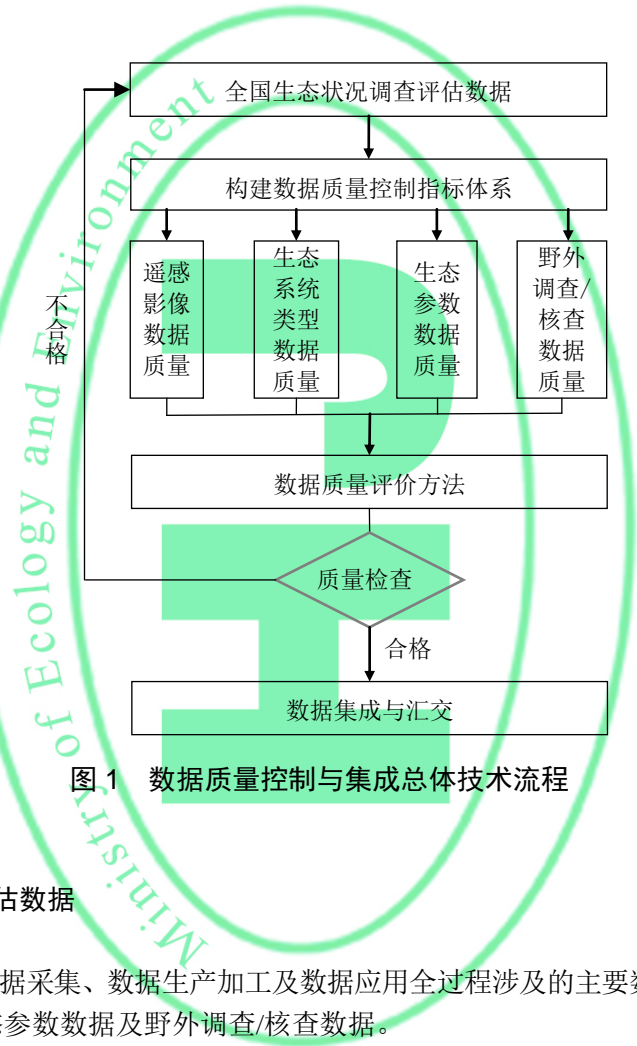 全国生态状况调查评估数据
构建数据质量控制指标体系
遥感
影像
数据
质量
生态
系统
类型
数据
质量
生态
参数
数据
质量
野外
调查/
核查
数据
质量
不合格
数据质量评价方法
质量检查
合格
数据集成与汇交
图 1 数据质量控制与集成总体技术流程
估数据
据采集、数据生产加工及数据应用全过程涉及的主要数
参数数据及野外调查/核查数据。
Ministry of Ecology and Environment